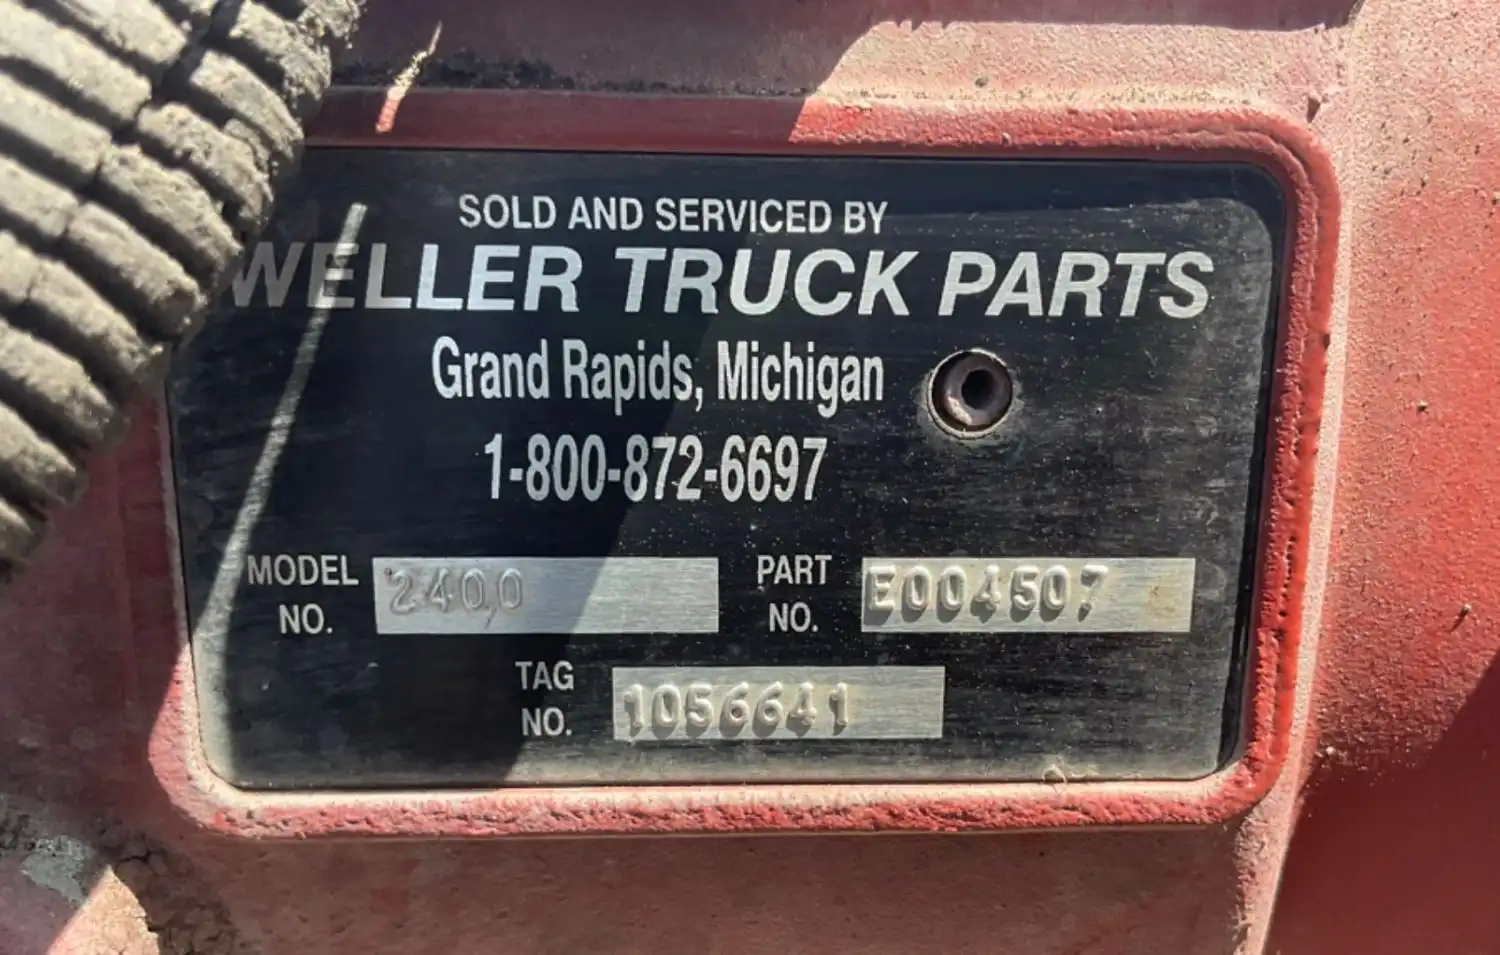 SOLD AND SERVICED BY
WELLER TRUCK PARTS
Grand Rapids, Michigan
1-800-872-6697
MODEL NO. 2400
PART NO. E004507
TAG NO. 1056641